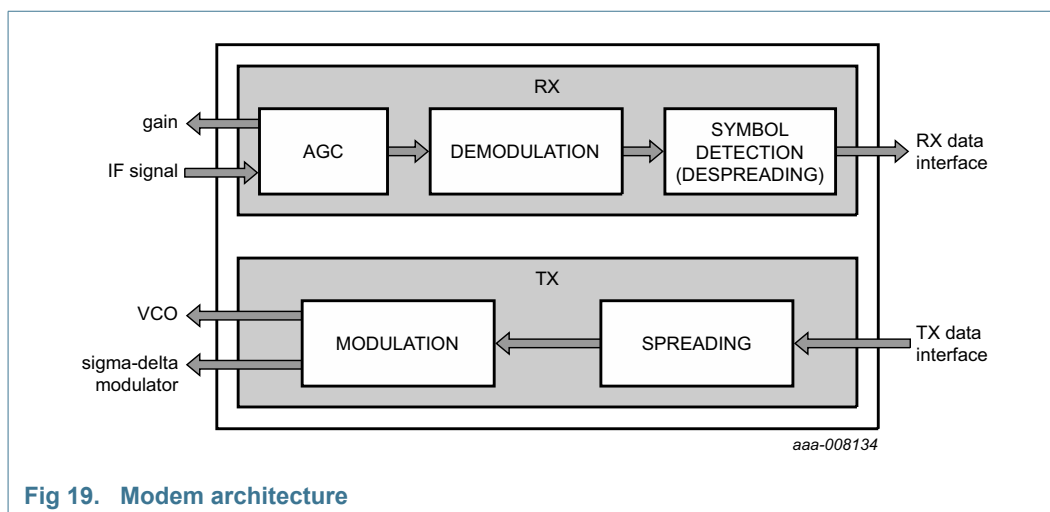 RX
gain
IF signal
AGC
DEMODULATION
SYMBOL
DETECTION
(DESPREADING)
RX data
interface
TX
VCO
sigma-delta
modulator
MODULATION
SPREADING
TX data
interface
aaa-008134
Fig 19. Modem architecture